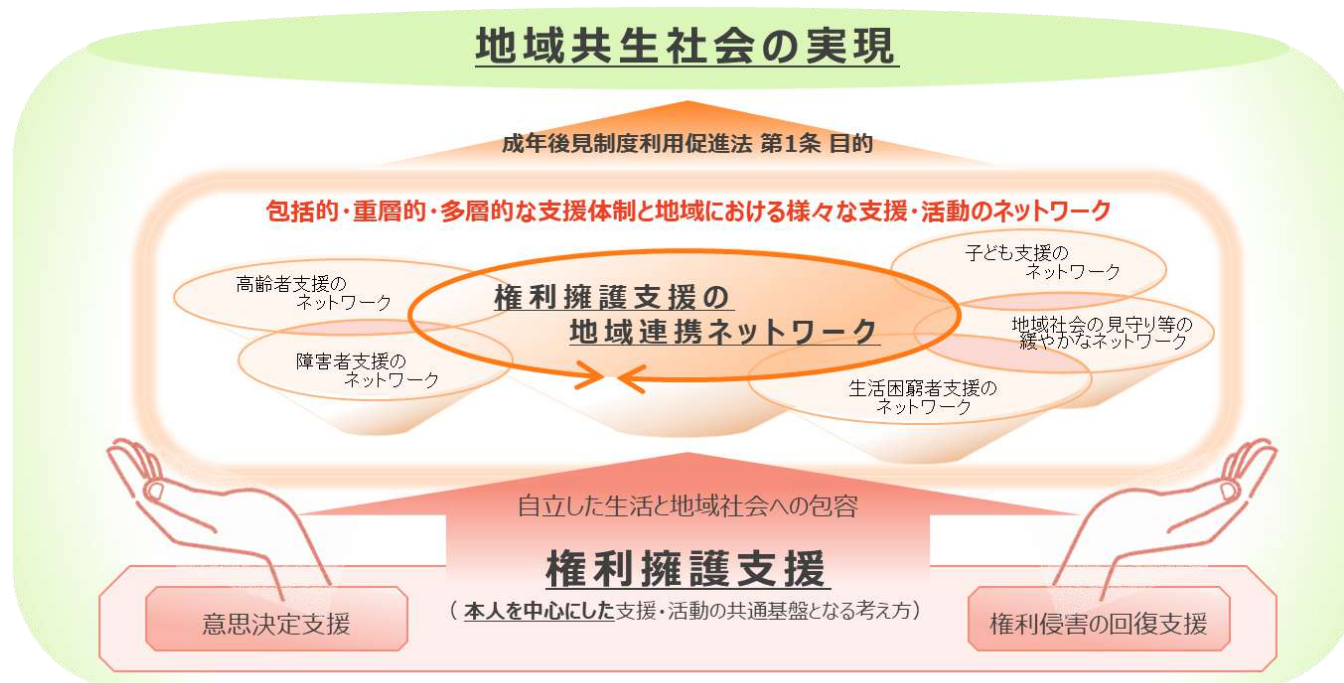 地域共生社会の実現
成年後見制度利用促進法 第1条 目的
包括的・重層的・多層的な支援体制と地域における様々な支援・活動のネットワーク
高齢者支援の
ネットワーク
障害者支援の
ネットワーク
権利擁護支援の
地域連携ネットワーク
子ども支援の
ネットワーク
地域社会の見守り等の
緩やかなネットワーク
生活困窮者支援の
ネットワーク
自立した生活と地域社会への包容
権利擁護支援
（本人を中心にした支援・活動の共通基盤となる考え方）
意思決定支援
権利侵害の回復支援